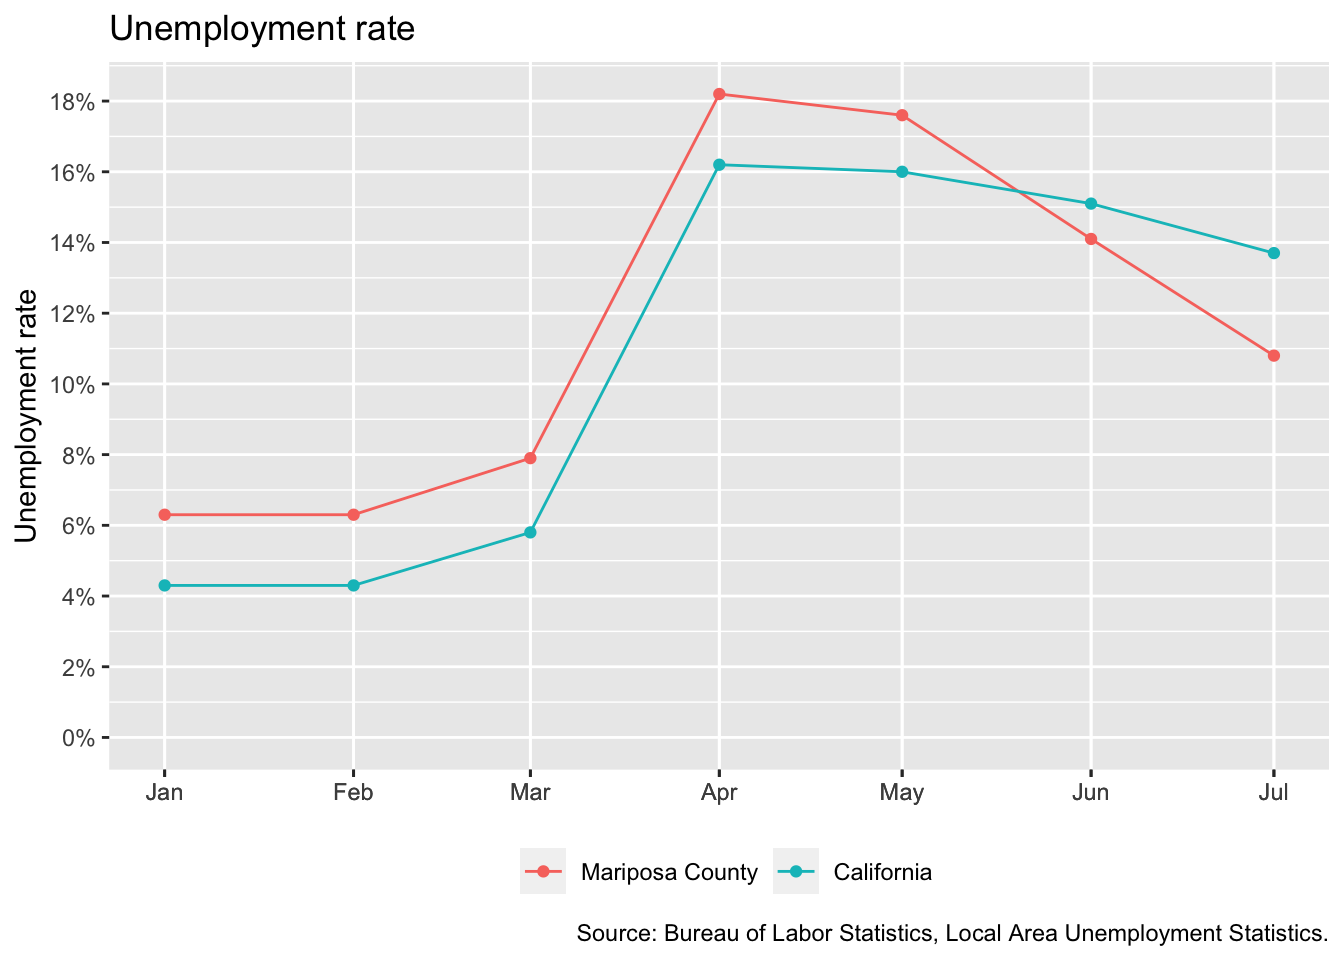 Unemployment rate
Unemployment rate
18%
16%
14%
12%
10%
8%
6%
4%
2%
0%
Jan Feb Mar Apr May Jun Jul
Mariposa County California
Source: Bureau of Labor Statistics, Local Area Unemployment Statistics.